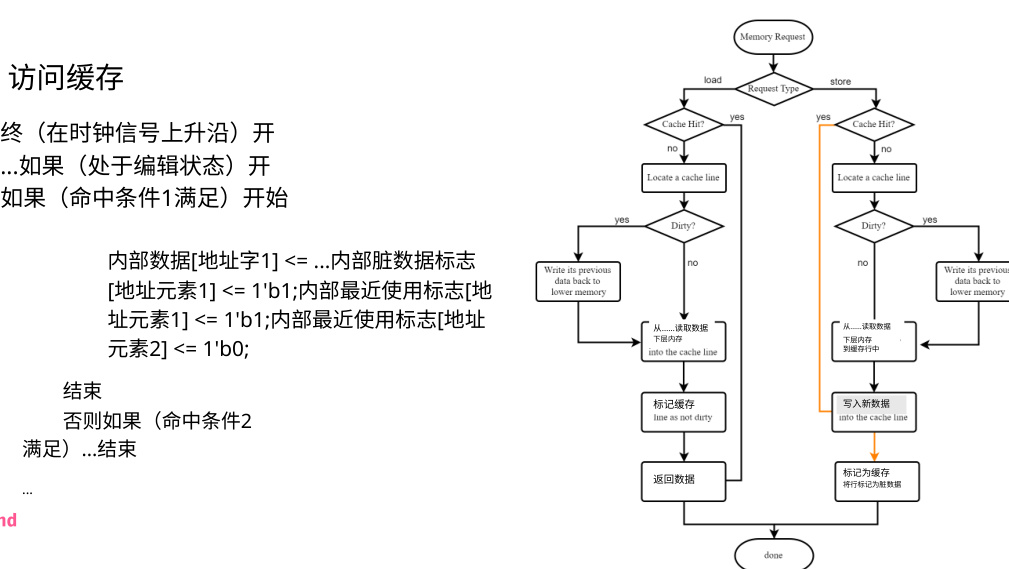 访问缓存
终（在时钟信号上升沿）开
...如果（处于编辑状态）开
如果（命中条件1满足）开始
内部数据[地址字1] <= ...内部脏数据标志
[地址元素1] <= 1'b1;内部最近使用标志[地
址元素1] <= 1'b1;内部最近使用标志[地址
元素2] <= 1'b0;
结束
否则如果（命中条件2
满足）...结束
...
nd
Memory Request
Request Type
load
store
Cache Hit?
yes
no
Locate a cache line
Dirty?
yes
no
Write its previous
data back to
lower memory
从......读取数据
下层内存
into the cache line
标记缓存
line as not dirty
返回数据
yes
Cache Hit?
no
Locate a cache line
Dirty?
yes
no
Write its previous
data back to
lower memory
从......读取数据
下层内存
到缓存行中
写入新数据
into the cache line
标记为缓存
将行标记为脏数据
done